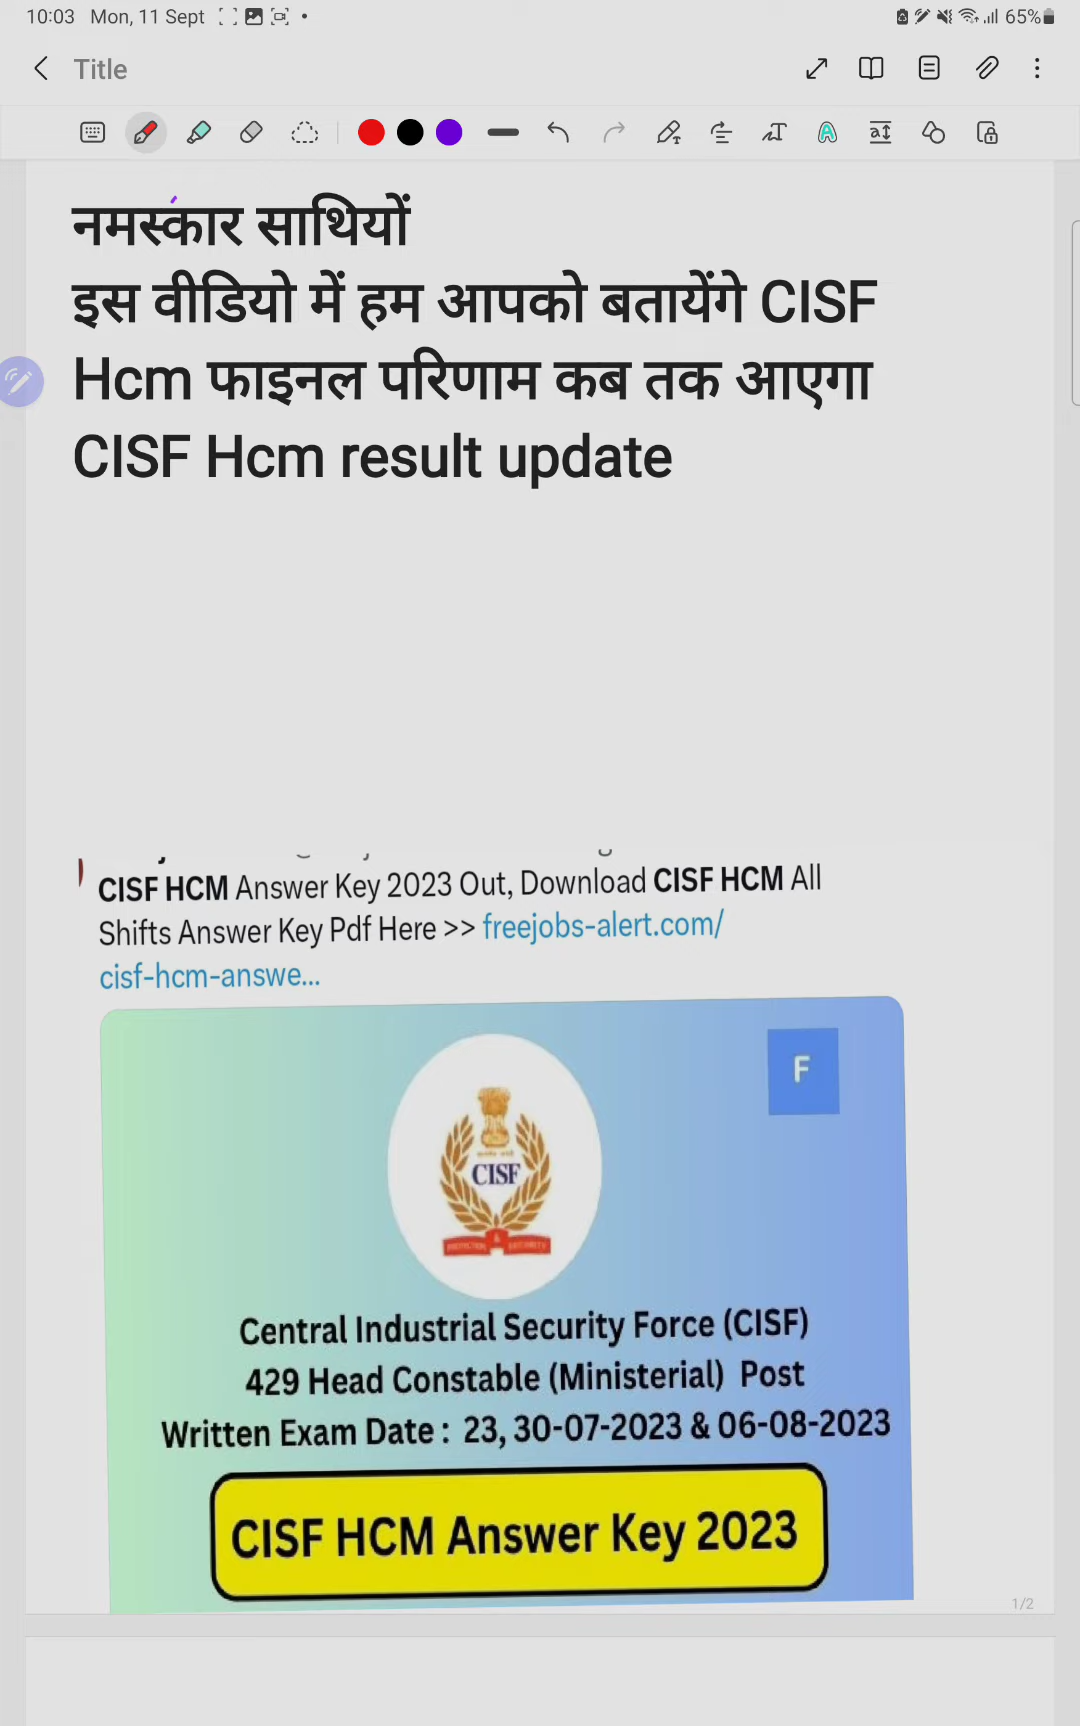 10:03 Mon, 11 Sept 65%
Title
नमस्कार साथियों
इस वीडियो में हम आपको बतायेंगे CISF
Hcm फाइनल परिणाम कब तक आएगा
CISF Hcm result update
CISF HCM Answer Key 2023 Out, Download CISF HCM All
Shifts Answer Key Pdf Here >> freejobs-alert.com/
cisf-hcm-answe...
F
CISF
Central Industrial Security Force (CISF)
429 Head Constable (Ministerial) Post
Written Exam Date : 23, 30-07-2023 & 06-08-2023
CISF HCM Answer Key 2023
1/2